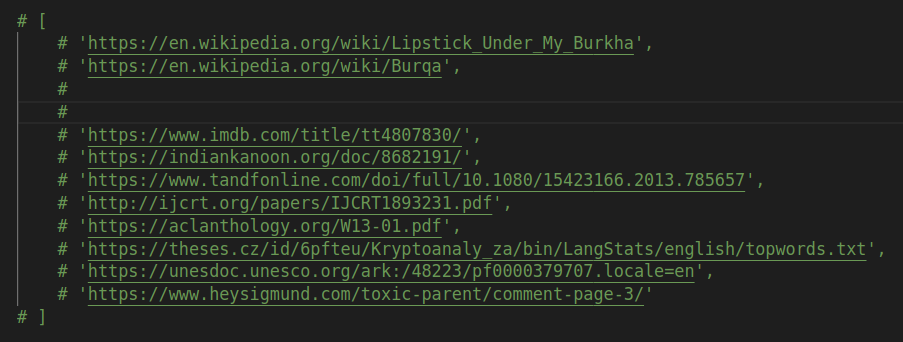 # [
# 'https://en.wikipedia.org/wiki/Lipstick_Under_My_Burkha',
# 'https://en.wikipedia.org/wiki/Burqa',
#
#
# 'https://www.imdb.com/title/tt4807830/',
# 'https://indiankanoon.org/doc/8682191/',
# 'https://www.tandfonline.com/doi/full/10.1080/15423166.2013.785657',
# 'http://ijcrt.org/papers/IJCRT1893231.pdf',
# 'https://aclanthology.org/W13-01.pdf',
# 'https://theses.cz/id/6pfteu/Kryptoanaly_za/bin/LangStats/english/topwords.txt',
# 'https://unesdoc.unesco.org/ark:/48223/pf0000379707.locale=en',
# 'https://www.heysigmund.com/toxic-parent/comment-page-3/'
# ]